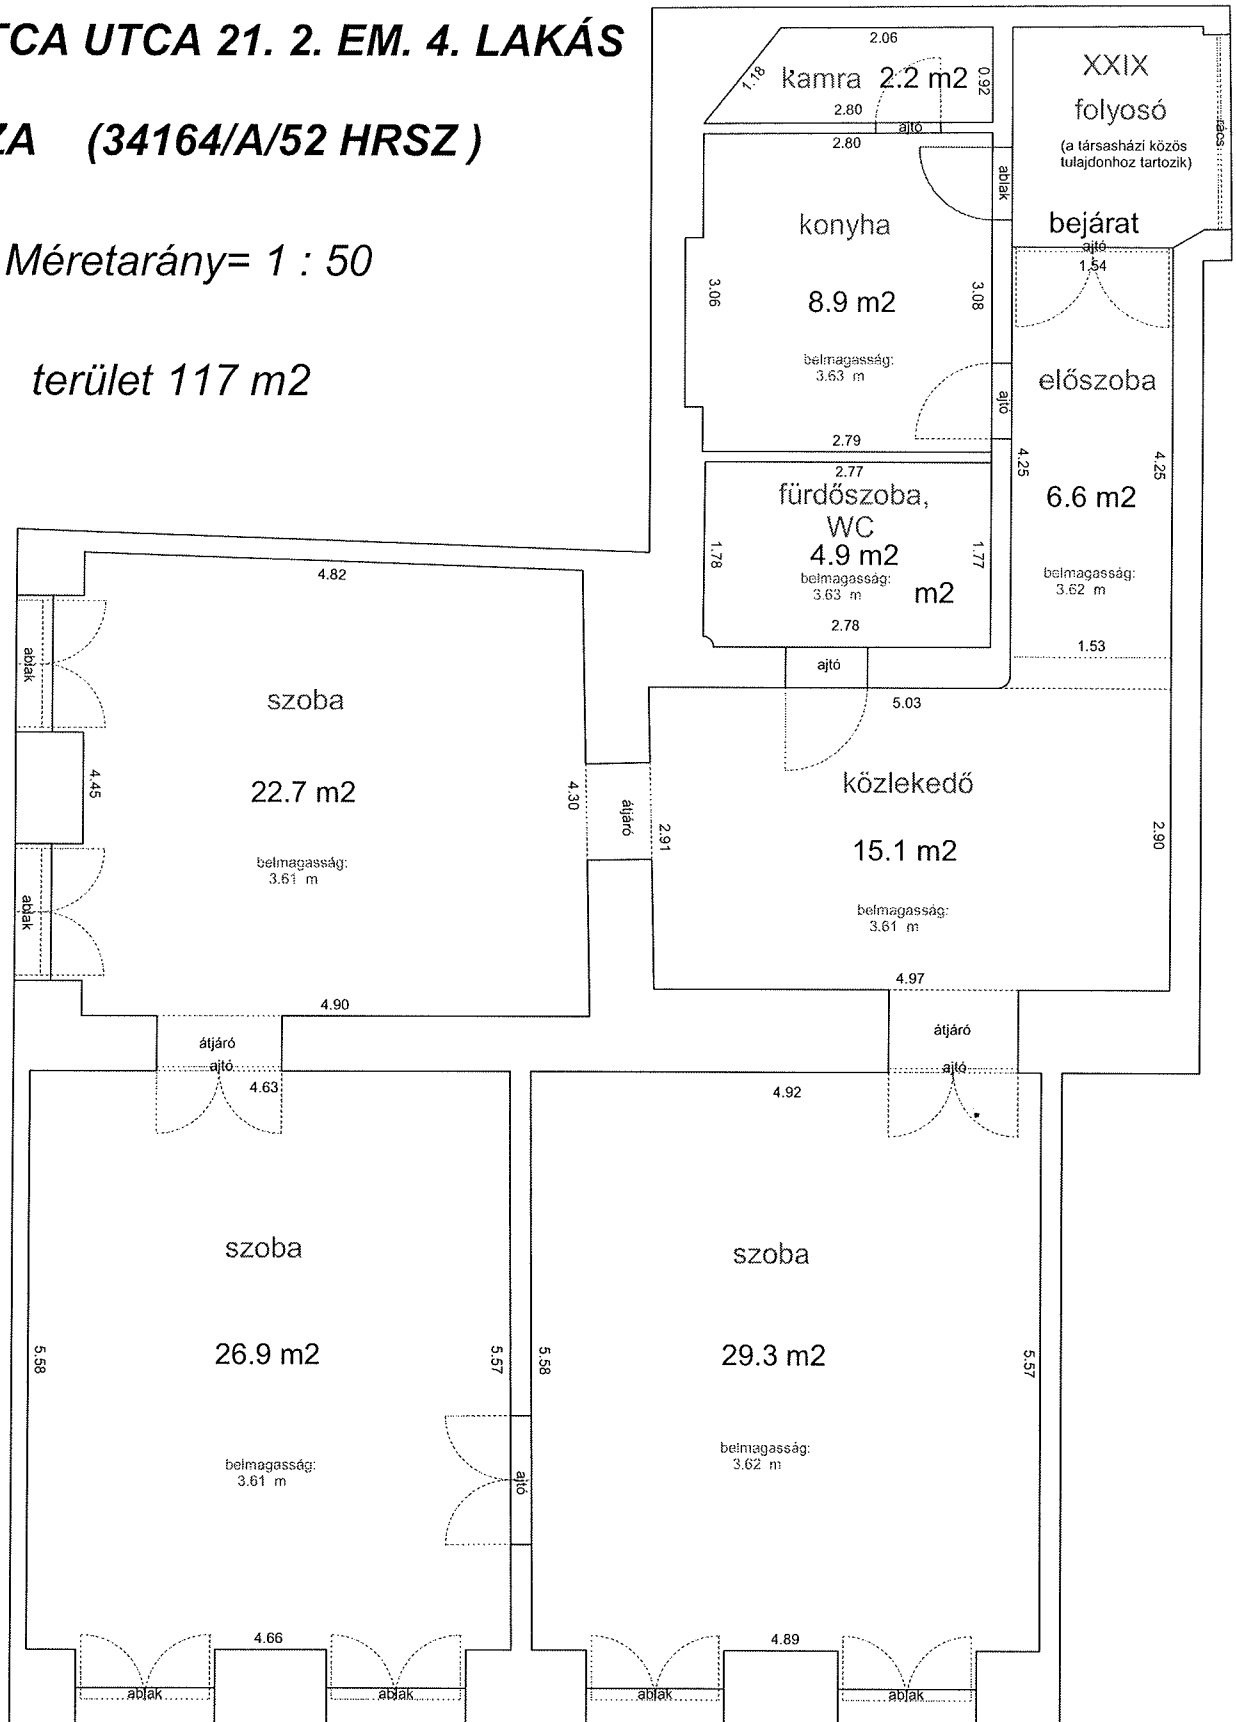 TCA UTCA 21. 2. EM. 4. LAKÁS
ZA (34164/A/52 HRSZ )
Méretarány= 1 : 50
terület 117 m2
2.06
1.18
kamra 2.2 m2
0.92
2.80
ajtó
XXIX
folyosó
(a társasházi közös
tulajdonhoz tartozik)
rács
bejárat
ajtó
1.54
2.80
ablak
konyha
3.06
3.08
8.9 m2
belmagasság:
3.63 m
ajtó
2.79
előszoba
4.25
4.25
6.6 m2
belmagasság:
3.62 m
1.53
2.77
fürdőszoba,
WC
1.78
4.9 m2
1.77
belmagasság:
3.63 m
m2
2.78
ajtó
4.82
ablak
szoba
4.45
22.7 m2
4.30
belmagasság:
3.61 m
ablak
4.90
átjáró
5.03
közlekedő
2.91
2.90
15.1 m2
belmagasság:
3.61 m
4.97
átjáró
ajtó
átjáró
ajtó
4.63
szoba
5.58
26.9 m2
5.57
belmagasság:
3.61 m
ajtó
4.66
ablak
ablak
4.92
szoba
5.58
29.3 m2
5.57
belmagasság:
3.62 m
4.89
ablak
ablak